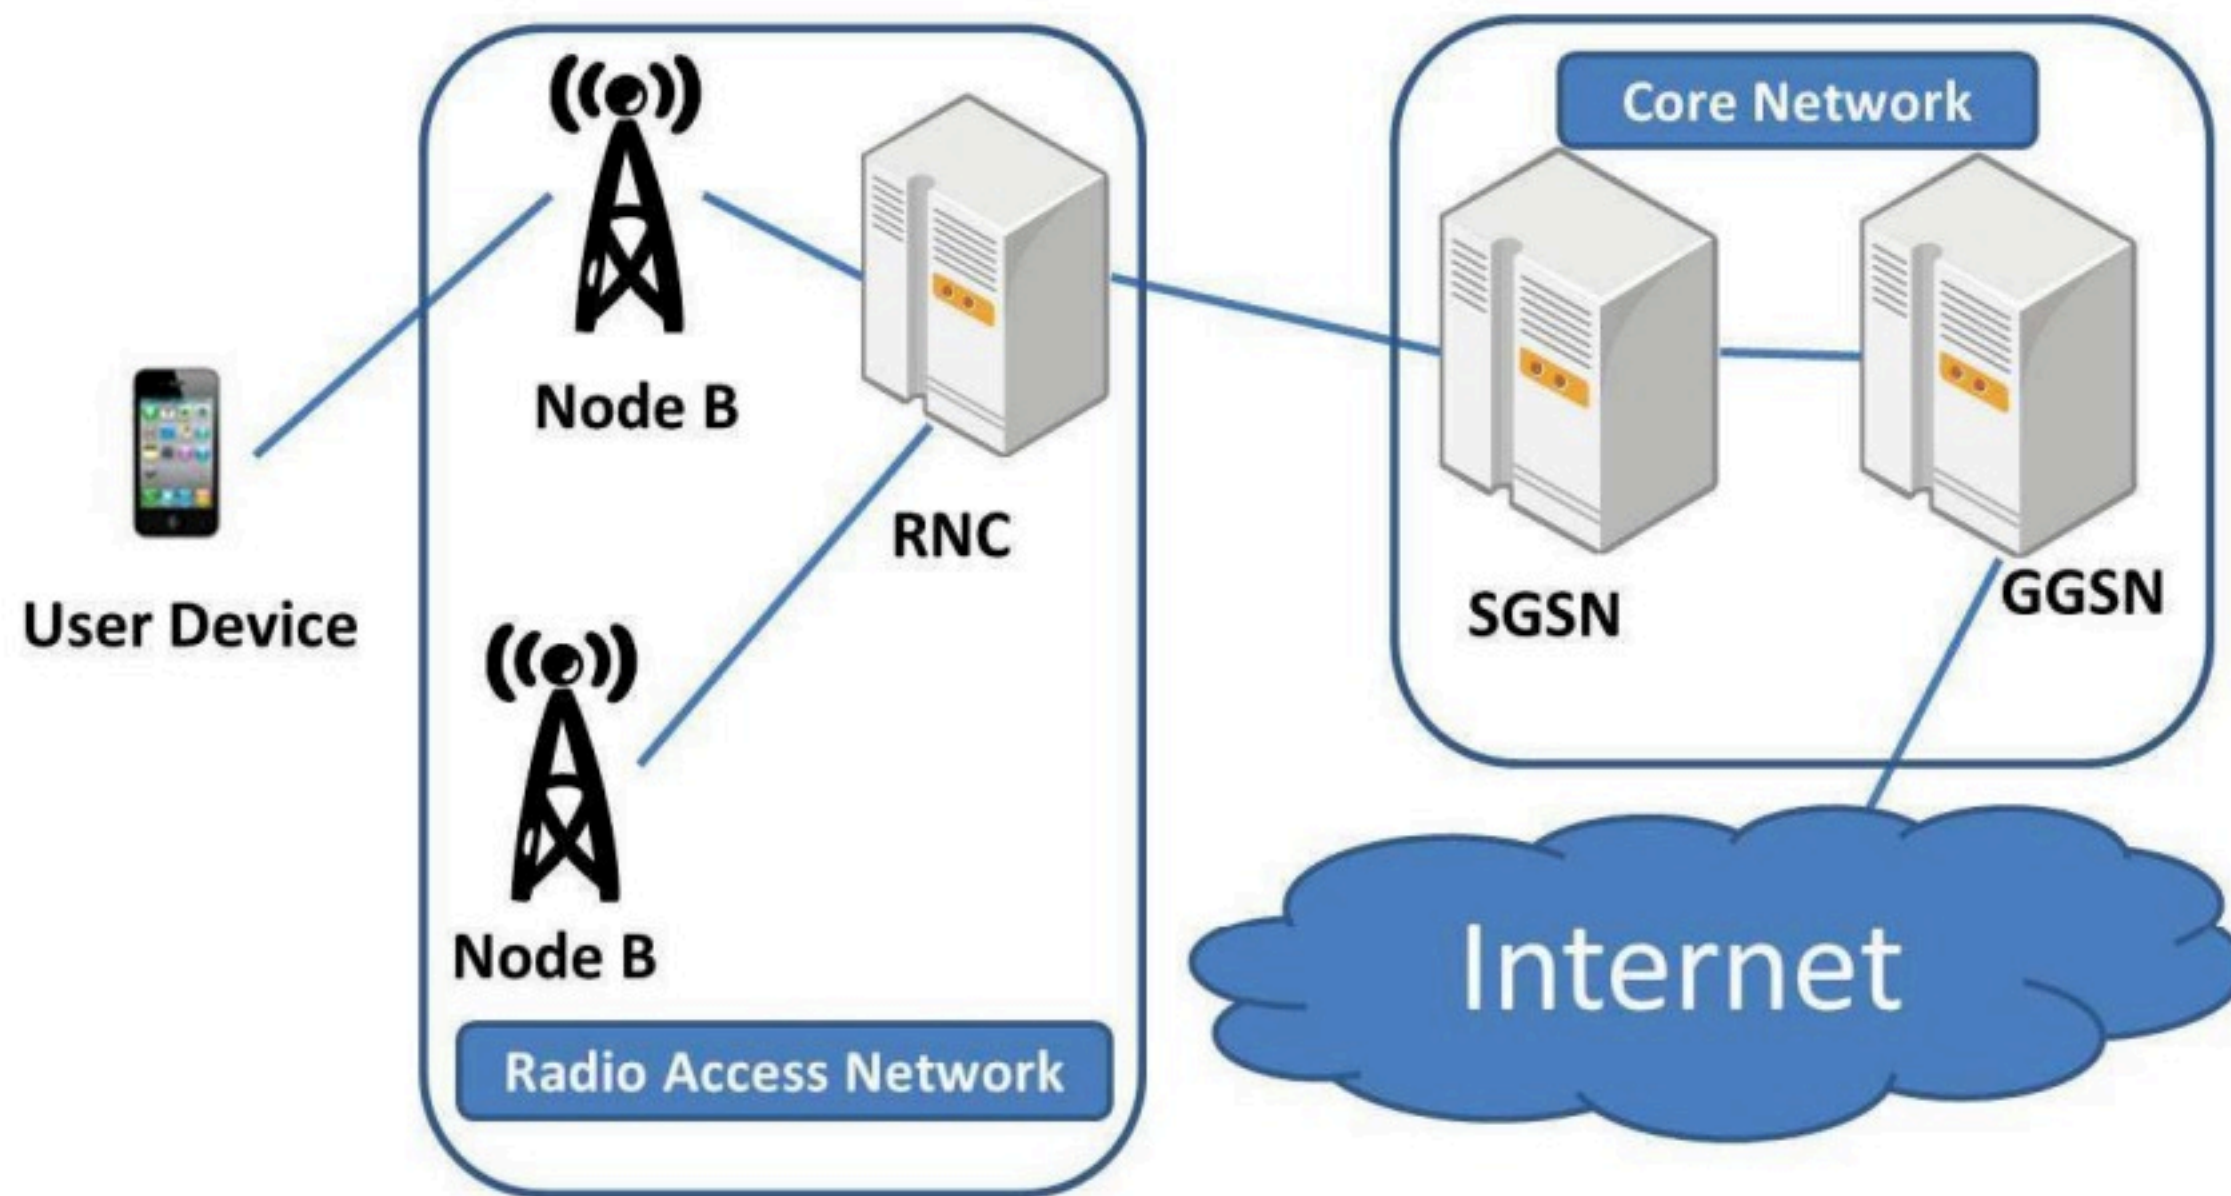 Core Network
Node B
RNC
User Device
SGSN
GGSN
Node B
Internet
Radio Access Network